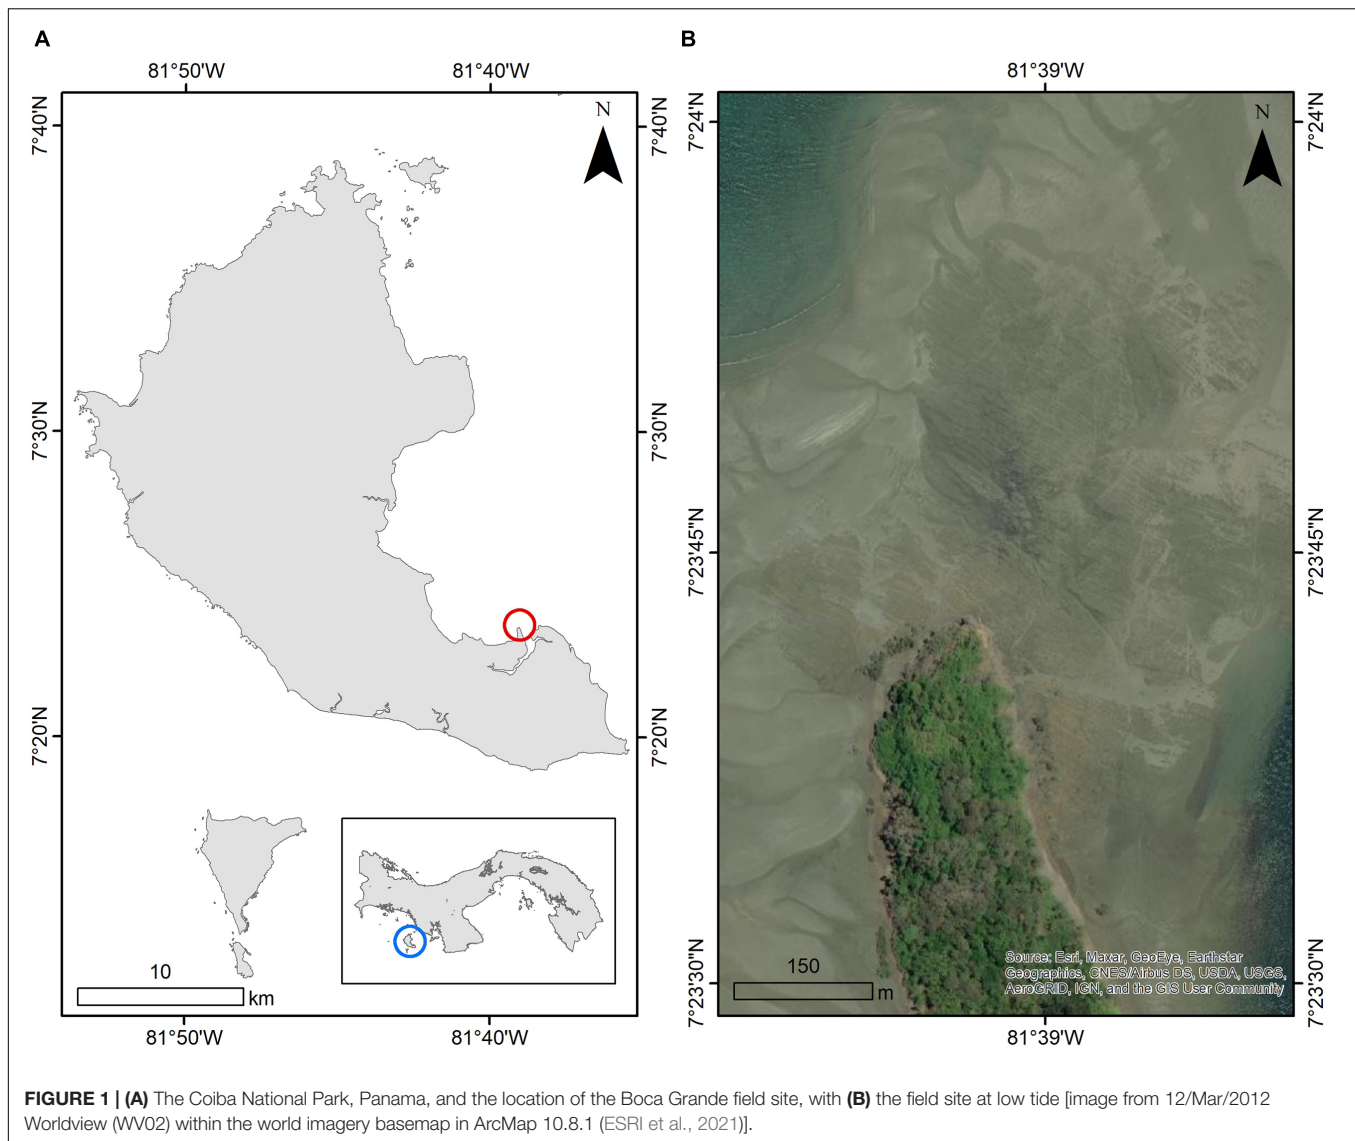 A
B
81°50'W
81°40'W
81°39'W
7°40'N
7°40'N
7°24'N
7°24'N
N
N
7°30'N
7°30'N
7°23'45"N
7°23'45"N
7°20'N
7°20'N
10
km
150
m
Source: Esri, Maxar, GeoEye, Earthstar
Geographics, CNES/Airbus DS, USDA, USGS,
AeroGRID, IGN, and the GIS User Community
7°23'30"N
7°23'30"N
81°50'W
81°40'W
81°39'W
FIGURE 1 | (A) The Coiba National Park, Panama, and the location of the Boca Grande field site, with (B) the field site at low tide [image from 12/Mar/2012
Worldview (WV02) within the world imagery basemap in ArcMap 10.8.1 (ESRI et al., 2021)].